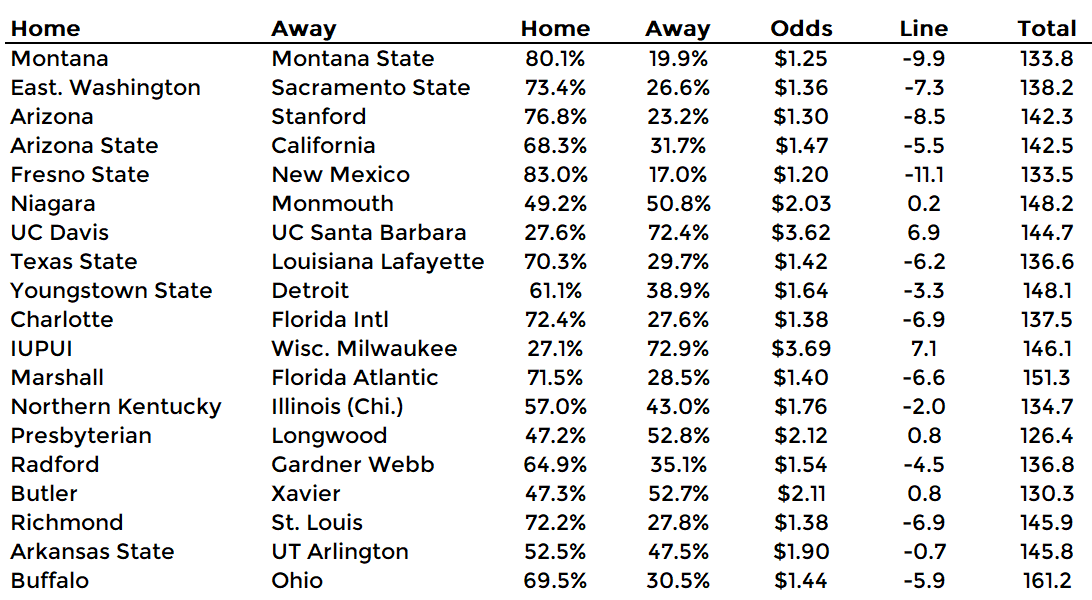 Home Away Home Away Odds Line Total
Montana Montana State 80.1% 19.9% $1.25 -9.9 133.8
East. Washington Sacramento State 73.4% 26.6% $1.36 -7.3 138.2
Arizona Stanford 76.8% 23.2% $1.30 -8.5 142.3
Arizona State California 68.3% 31.7% $1.47 -5.5 142.5
Fresno State New Mexico 83.0% 17.0% $1.20 -11.1 133.5
Niagara Monmouth 49.2% 50.8% $2.03 0.2 148.2
UC Davis UC Santa Barbara 27.6% 72.4% $3.62 6.9 144.7
Texas State Louisiana Lafayette 70.3% 29.7% $1.42 -6.2 136.6
Youngstown State Detroit 61.1% 38.9% $1.64 -3.3 148.1
Charlotte Florida Intl 72.4% 27.6% $1.38 -6.9 137.5
IUPUI Wisc. Milwaukee 27.1% 72.9% $3.69 7.1 146.1
Marshall Florida Atlantic 71.5% 28.5% $1.40 -6.6 151.3
Northern Kentucky Illinois (Chi.) 57.0% 43.0% $1.76 -2.0 134.7
Presbyterian Longwood 47.2% 52.8% $2.12 0.8 126.4
Radford Gardner Webb 64.9% 35.1% $1.54 -4.5 136.8
Butler Xavier 47.3% 52.7% $2.11 0.8 130.3
Richmond St. Louis 72.2% 27.8% $1.38 -6.9 145.9
Arkansas State UT Arlington 52.5% 47.5% $1.90 -0.7 145.8
Buffalo Ohio 69.5% 30.5% $1.44 -5.9 161.2